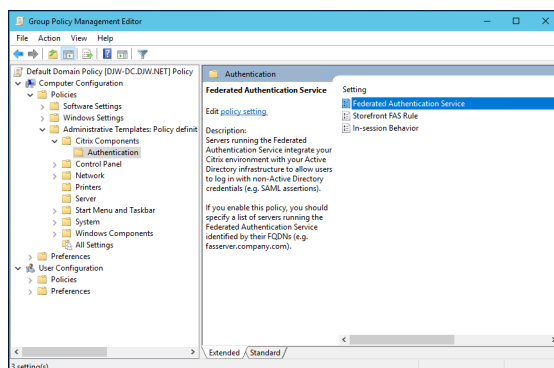 Group Policy Management Editor
File Action View Help
Default Domain Policy [DJW-DC.DJW.NET] Policy
Computer Configuration
Policies
Software Settings
Windows Settings
Administrative Templates: Policy definit
Citrix Components
Authentication
Control Panel
Network
Printers
Server
Start Menu and Taskbar
System
Windows Components
All Settings
Preferences
User Configuration
Policies
Preferences
Authentication
Federated Authentication Service
Edit policy setting
Description:
Servers running the Federated
Authentication Service integrate your
Citrix environment with your Active
Directory infrastructure to allow users
to log in with non-Active Directory
credentials (e.g. SAML assertions).
If you enable this policy, you should
specify a list of servers running the
Federated Authentication Service
identified by their FQDNs (e.g.
fasserver.company.com).
Setting
Federated Authentication Service
Storefront FAS Rule
In-session Behavior
Extended Standard
3 setting(s)